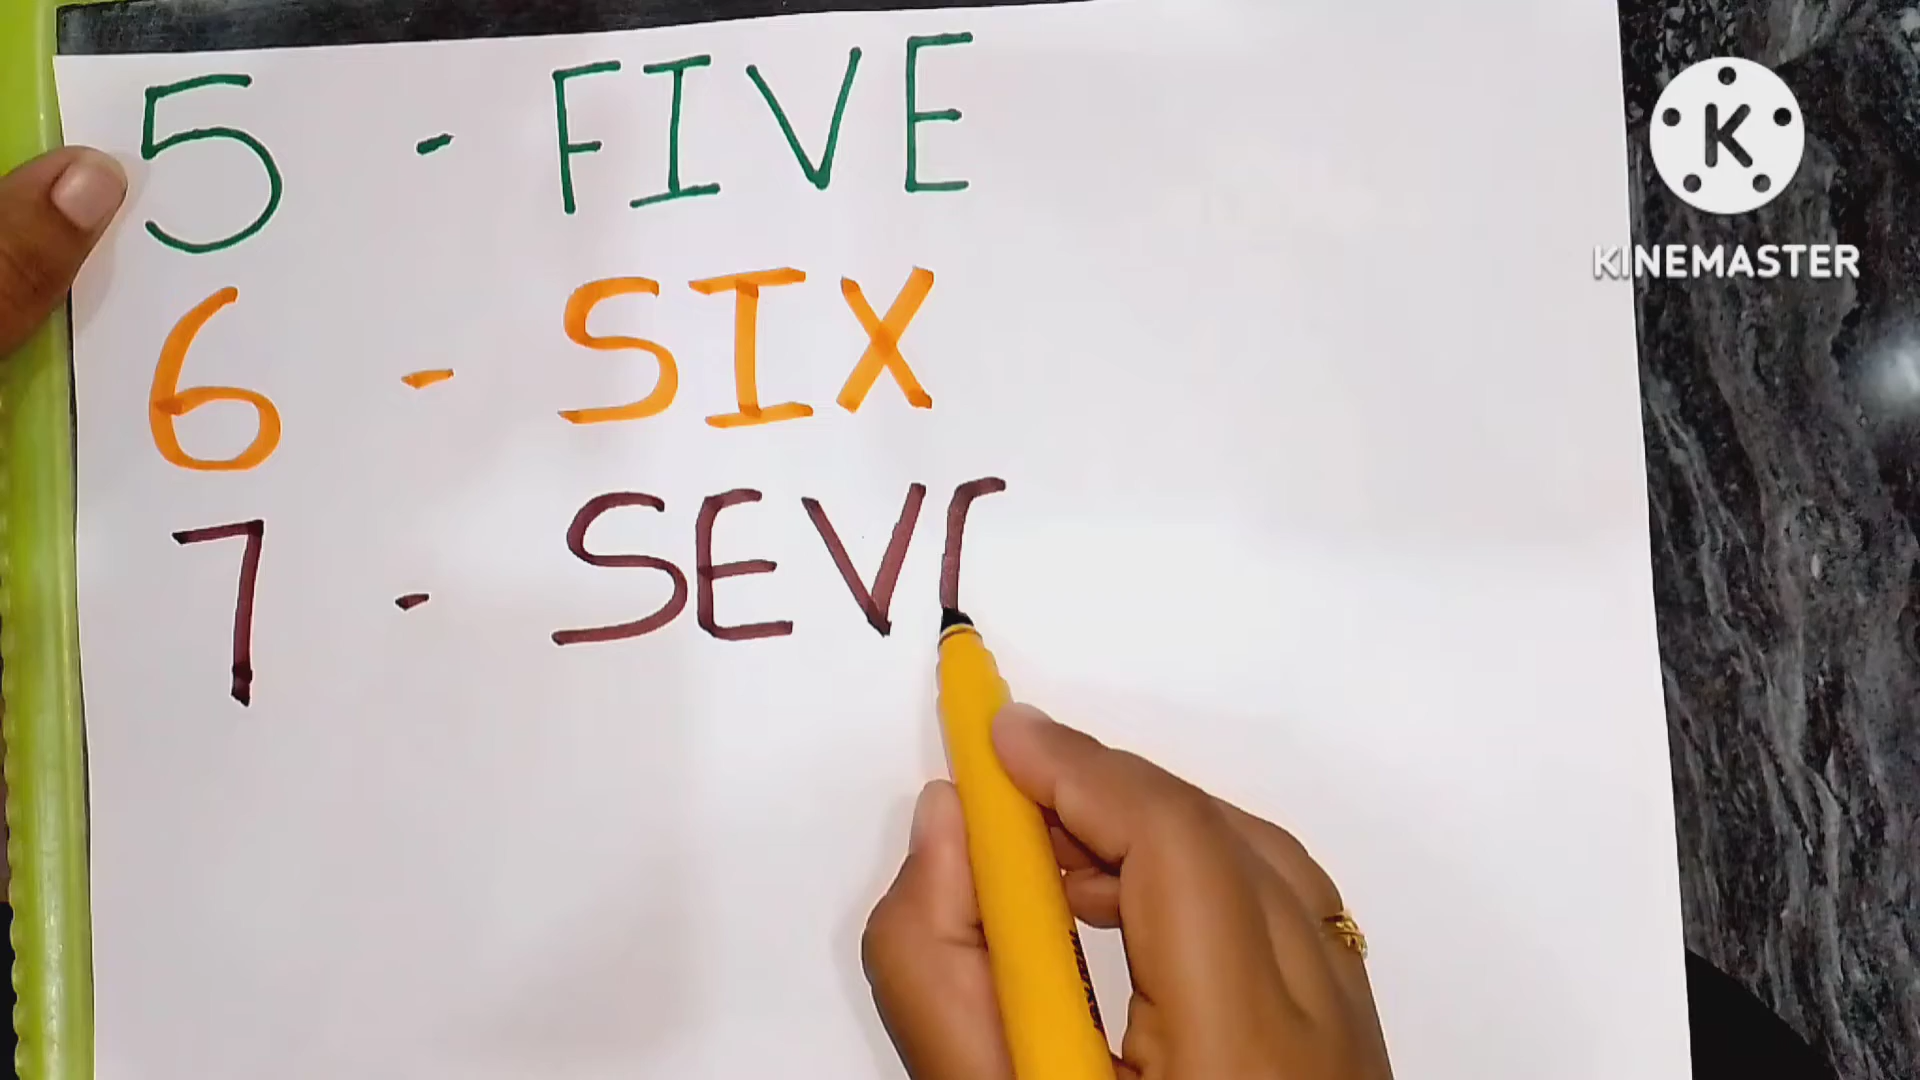 5 - FIVE
6 - SIX
7 - SEV
K
KINEMASTER